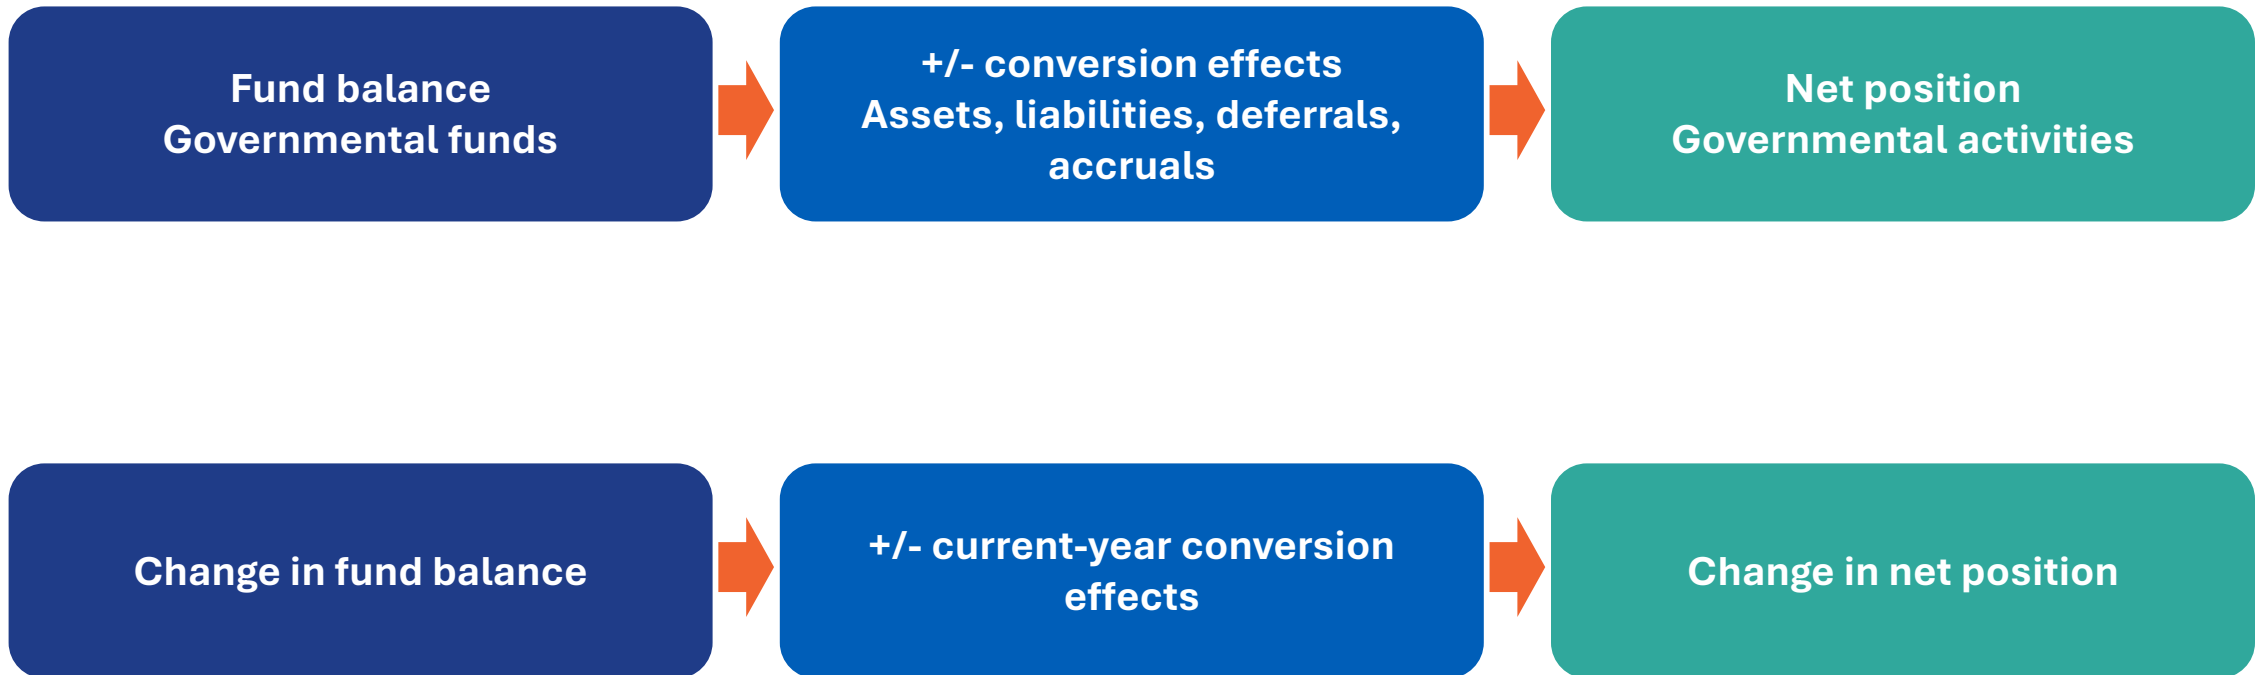 Fund balance
Governmental funds
+/- conversion effects
Assets, liabilities, deferrals,
accruals
Net position
Governmental activities
Change in fund balance
+/- current-year conversion
effects
Change in net position